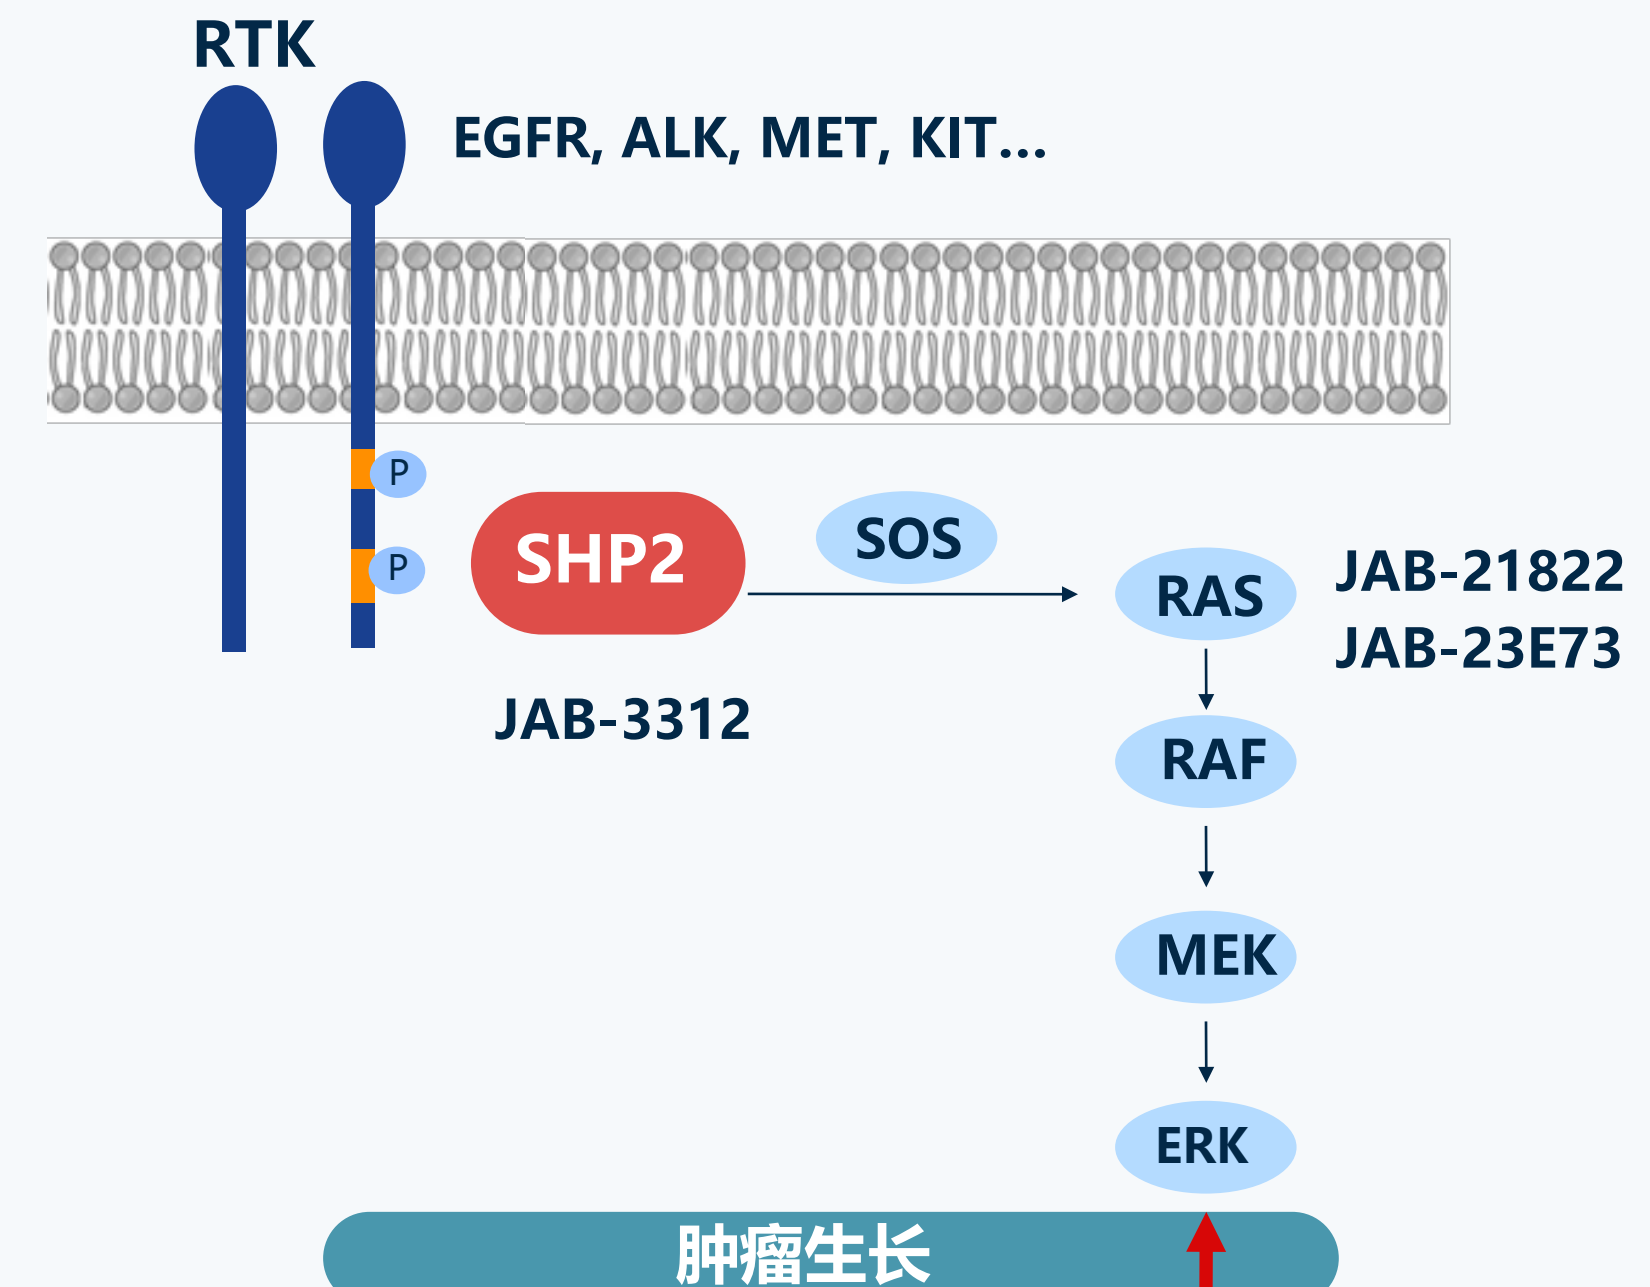 RTK
EGFR, ALK, MET, KIT...
P
P
SHP2
SOS
RAS
JAB-21822
JAB-23E73
JAB-3312
RAF
MEK
ERK
肿瘤生长